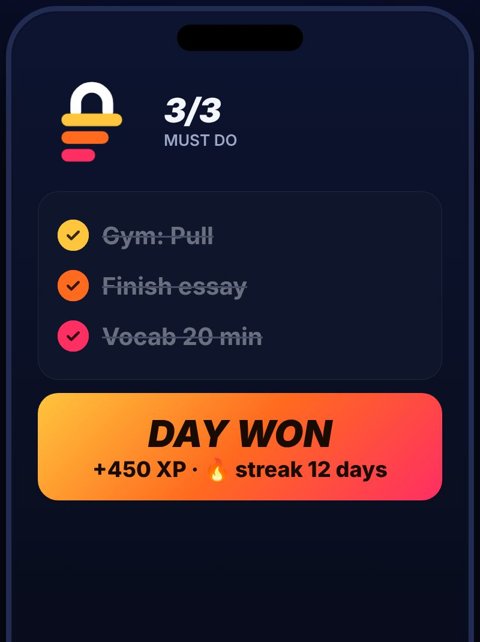 3/3
MUST DO
Gym: Pull
Finish essay
Vocab 20 min
DAY WON
+450 XP · 🔥 streak 12 days